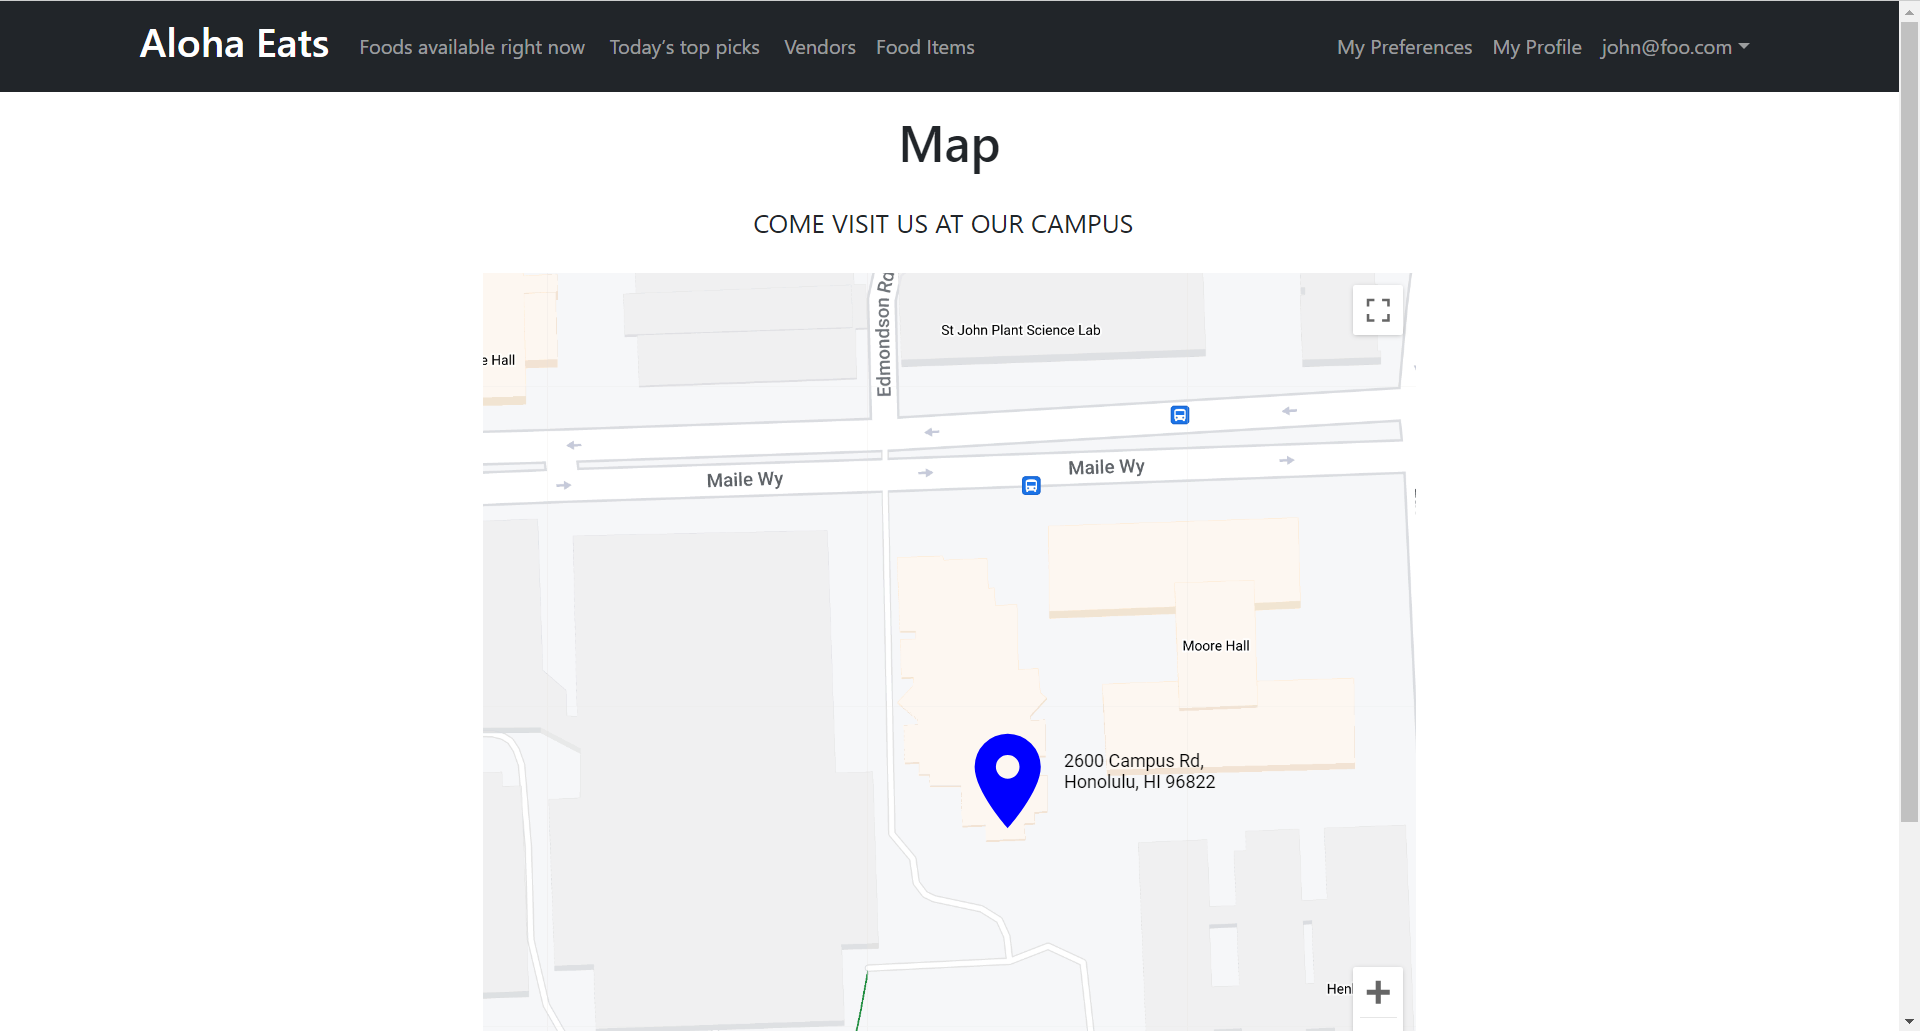 Aloha Eats
Foods available right now
Today's top picks
Vendors
Food Items
My Preferences
My Profile
john@foo.com
Map
COME VISIT US AT OUR CAMPUS
Edmondson Rd
St John Plant Science Lab
e Hall
Maile Wy
Maile Wy
Moore Hall
2600 Campus Rd,
Honolulu, HI 96822
Hen